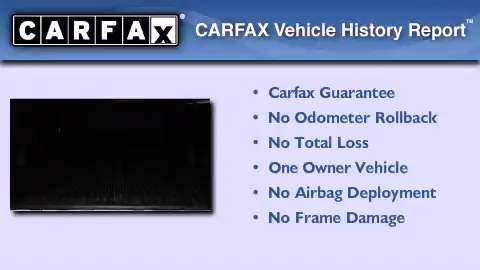 CARFAX® CARFAX Vehicle History Report™
• Carfax Guarantee
• No Odometer Rollback
• No Total Loss
• One Owner Vehicle
• No Airbag Deployment
• No Frame Damage